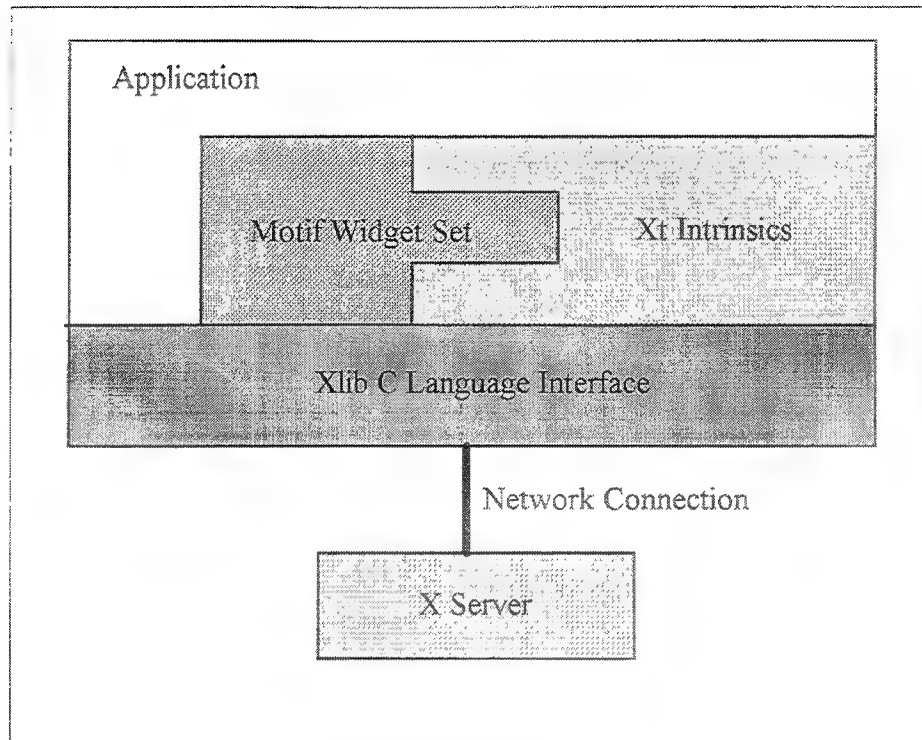 Application
Motif Widget Set
Xt Intrinsics
Xlib C Language Interface
Network Connection
X Server